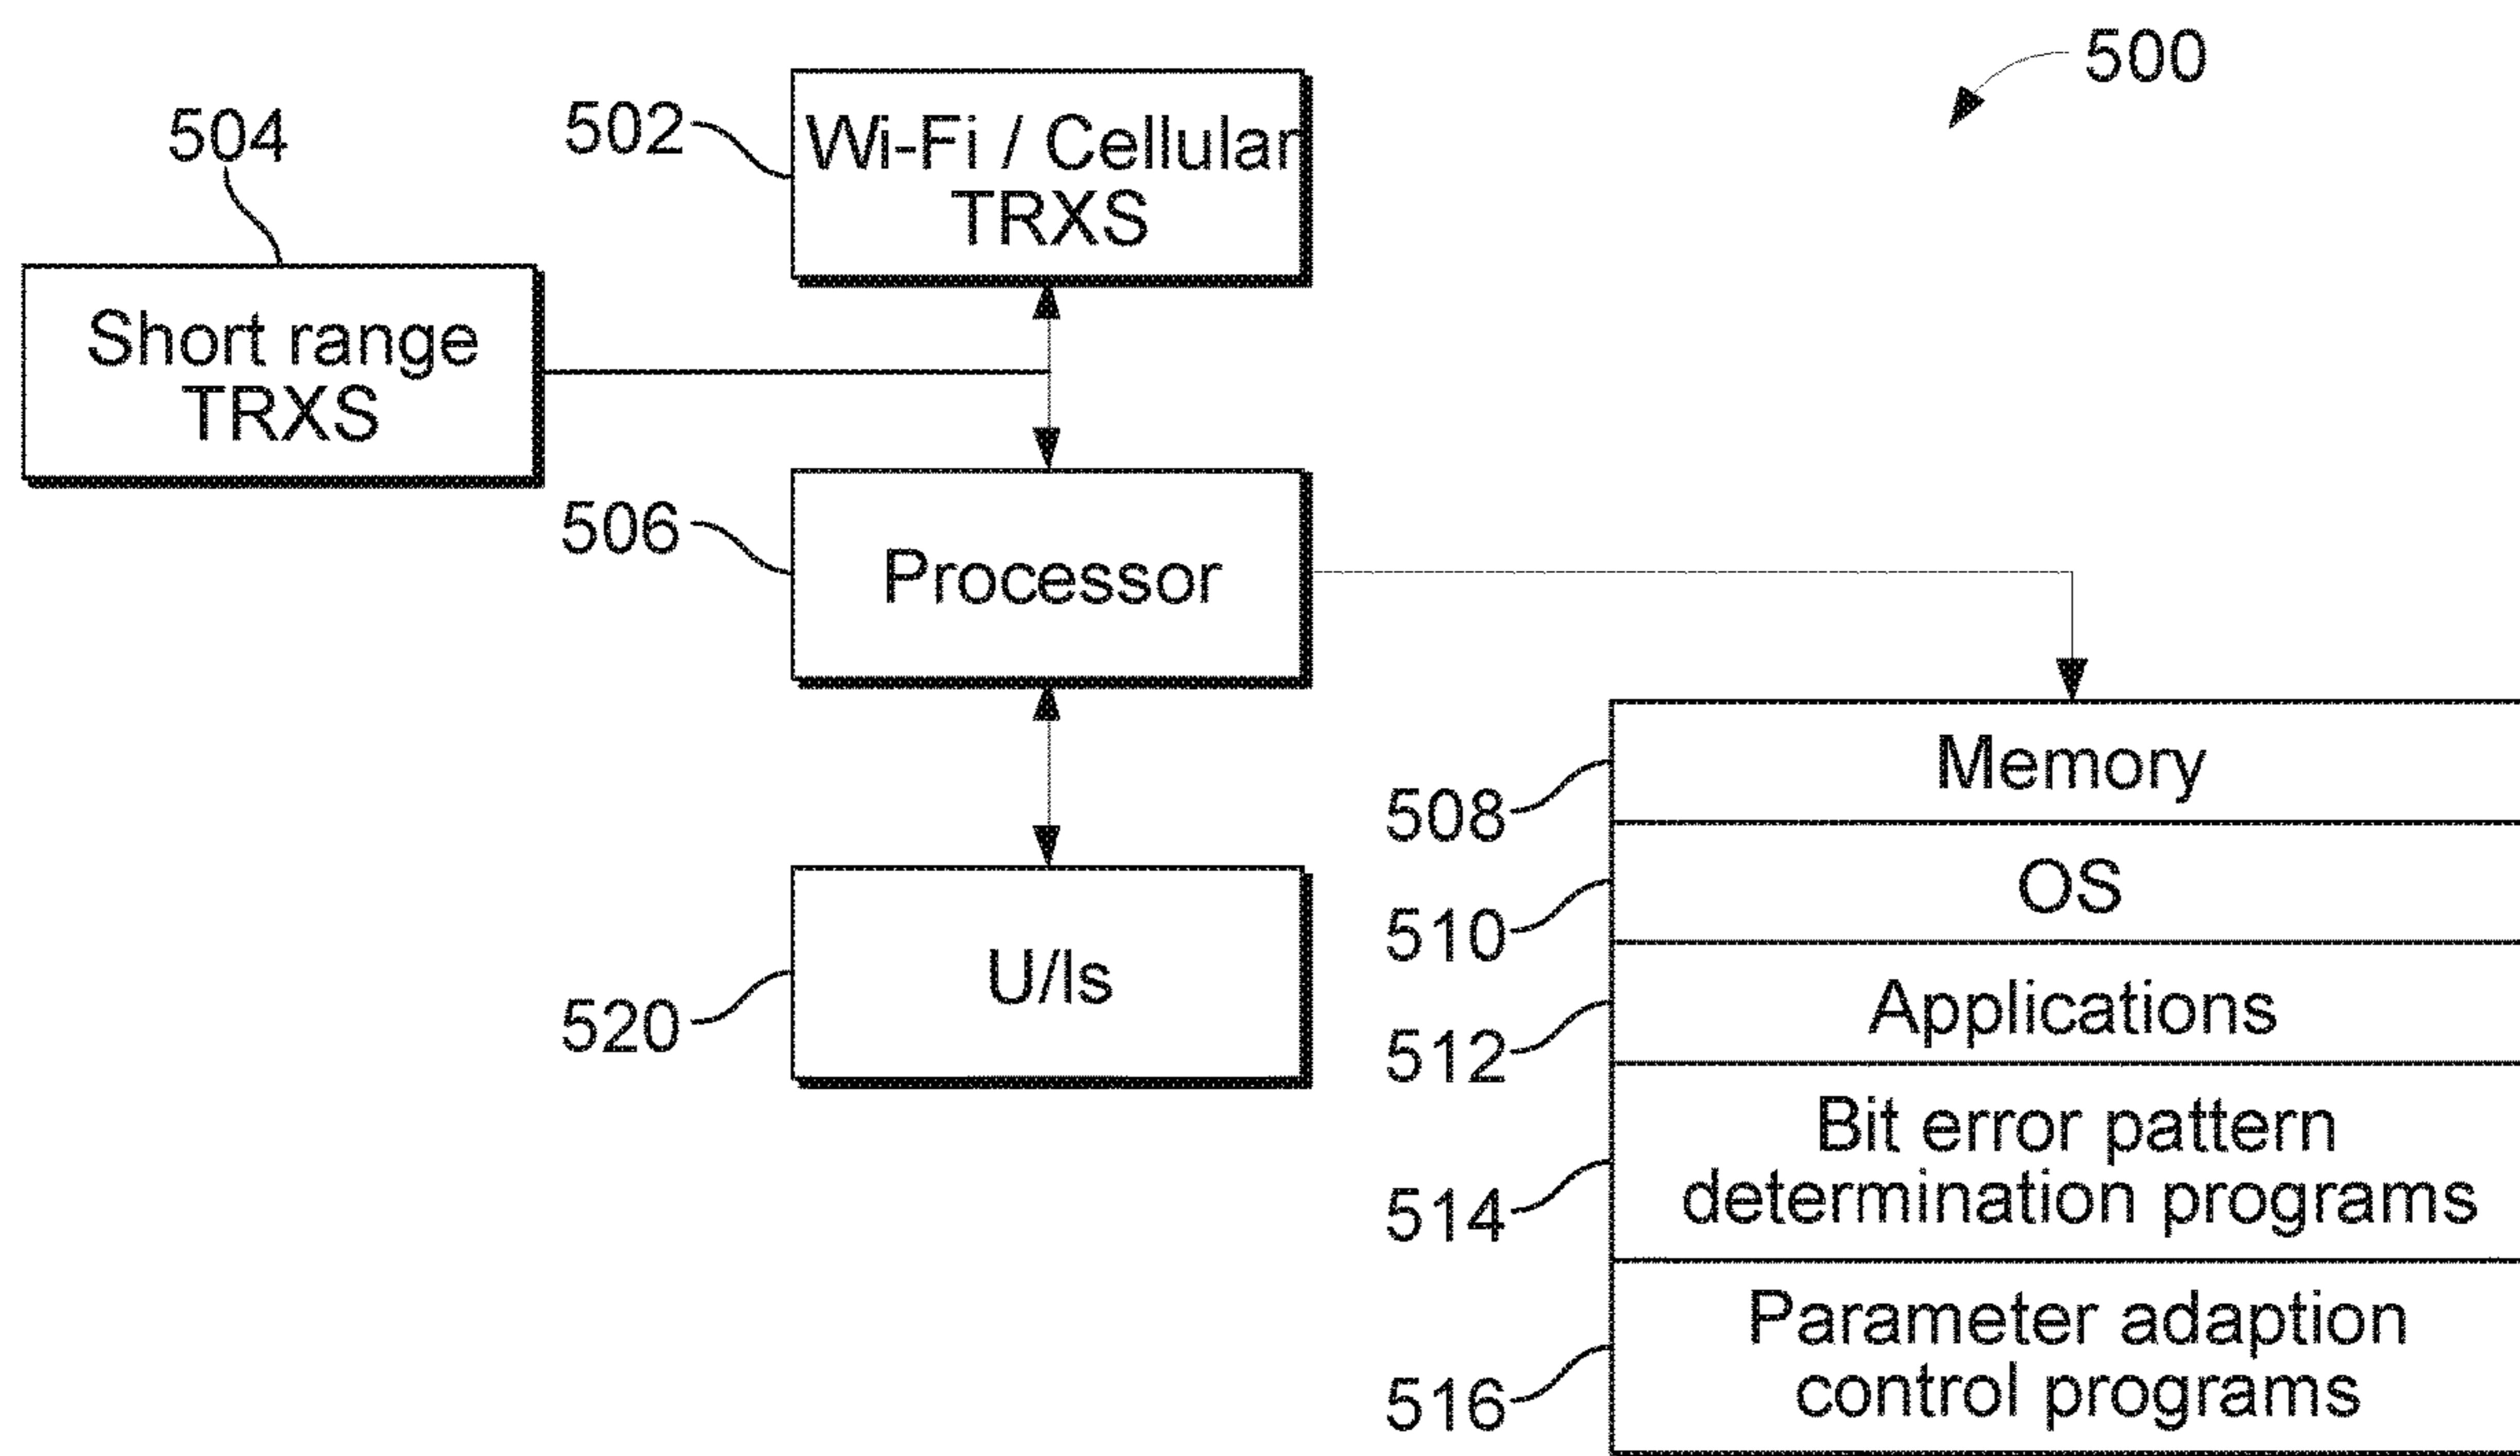 500
502
Wi-Fi / Cellular
TRXS
504
Short range
TRXS
506
Processor
508
Memory
510
OS
520
U/Is
512
Applications
514
Bit error pattern
determination programs
516
Parameter adaption
control programs